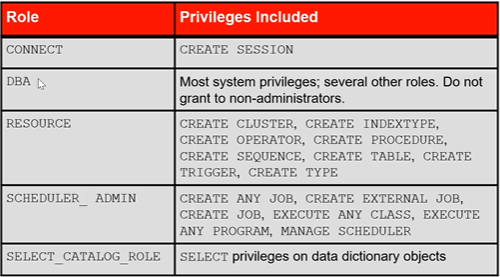 Role Privileges Included
CONNECT CREATE SESSION
DBA Most system privileges; several other roles. Do not
grant to non-administrators.
RESOURCE CREATE CLUSTER, CREATE INDEXTYPE,
CREATE OPERATOR, CREATE PROCEDURE,
CREATE SEQUENCE, CREATE TABLE, CREATE
TRIGGER, CREATE TYPE
SCHEDULER_ ADMIN CREATE ANY JOB, CREATE EXTERNAL JOB,
CREATE JOB, EXECUTE ANY CLASS, EXECUTE
ANY PROGRAM, MANAGE SCHEDULER
SELECT_CATALOG_ROLE SELECT privileges on data dictionary objects